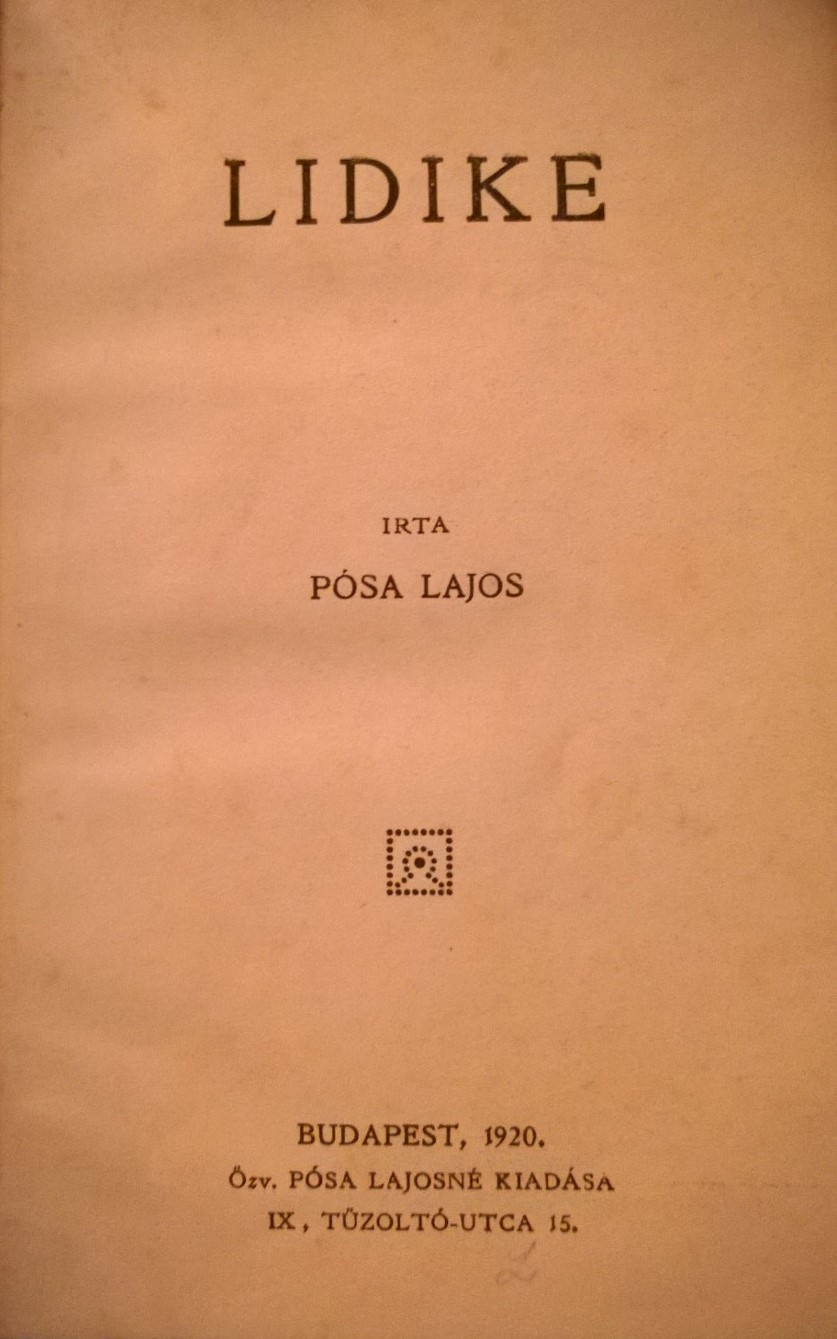 LIDIKE
IRTA
PÓSA LAJOS
BUDAPEST, 1920.
Özv. PÓSA LAJOSNÉ KIADÁSA
IX, TŰZOLTÓ-UTCA 15.